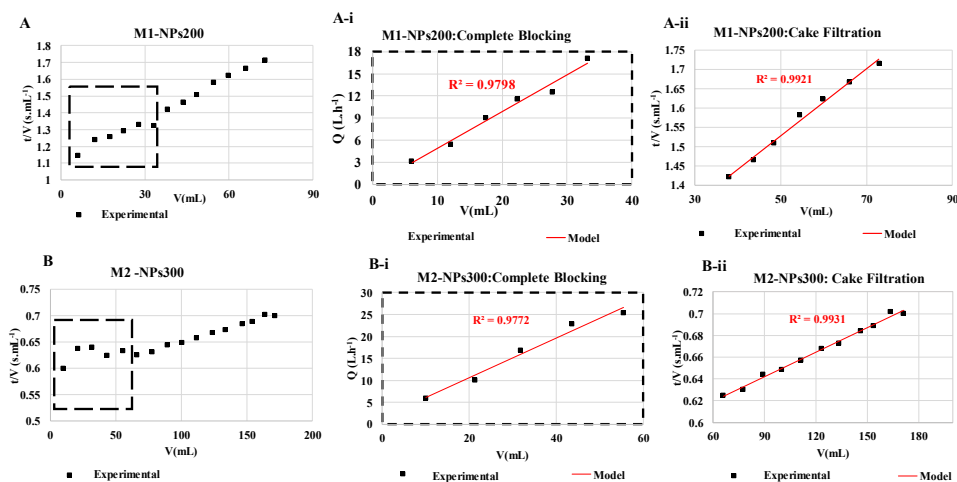 A
M1-NPs200
t/V (s.mL-1)
1.8
1.7
1.6
1.5
1.4
1.3
1.2
1.1
1
0
30
60
90
V(mL)
Experimental
A-i
M1-NPs200:Complete Blocking
Q (L.h-1)
18
15
12
9
6
3
0
R² = 0.9798
0
10
20
30
40
V(mL)
Experimental
Model
A-ii
M1-NPs200:Cake Filtration
t/V (s.mL-1)
1.75
1.7
1.65
1.6
1.55
1.5
1.45
1.4
R² = 0.9921
30
50
70
90
V(mL)
Experimental
Model
B
M2 -NPs300
t/V (s.mL-1)
0.75
0.7
0.65
0.6
0.55
0.5
0
50
100
150
200
V(mL)
Experimental
B-i
M2-NPs300:Complete Blocking
Q (L.h-1)
30
25
20
15
10
5
0
R² = 0.9772
0
20
40
60
V(mL)
Experimental
Model
B-ii
M2-NPs300: Cake Filtration
t/V (s.mL-1)
0.72
0.7
0.68
0.66
0.64
0.62
0.6
R² = 0.9931
60
90
120
150
180
V(mL)
Experimental
Model